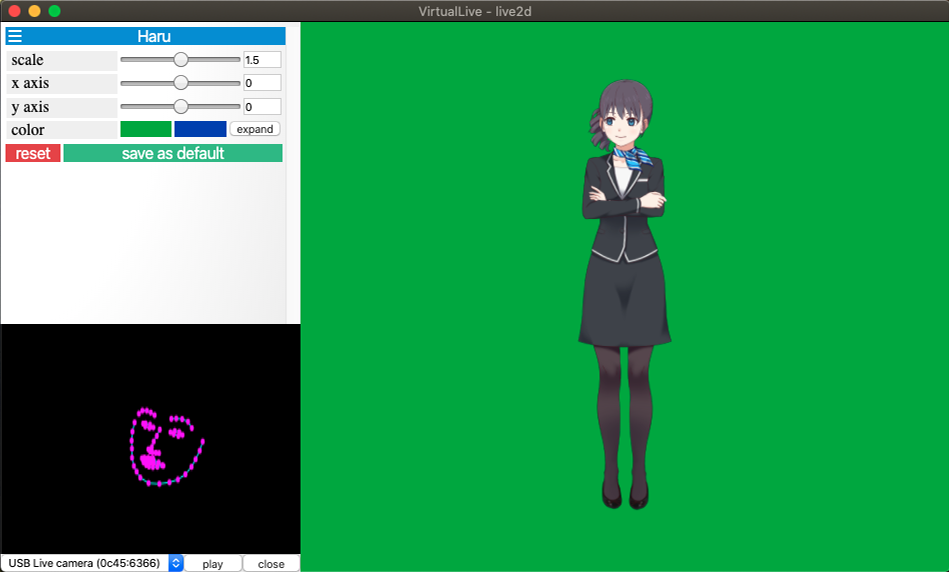 VirtualLive - live2d
Haru
scale 1.5
x axis 0
y axis 0
color expand
reset save as default
USB Live camera (0c45:6366) play close